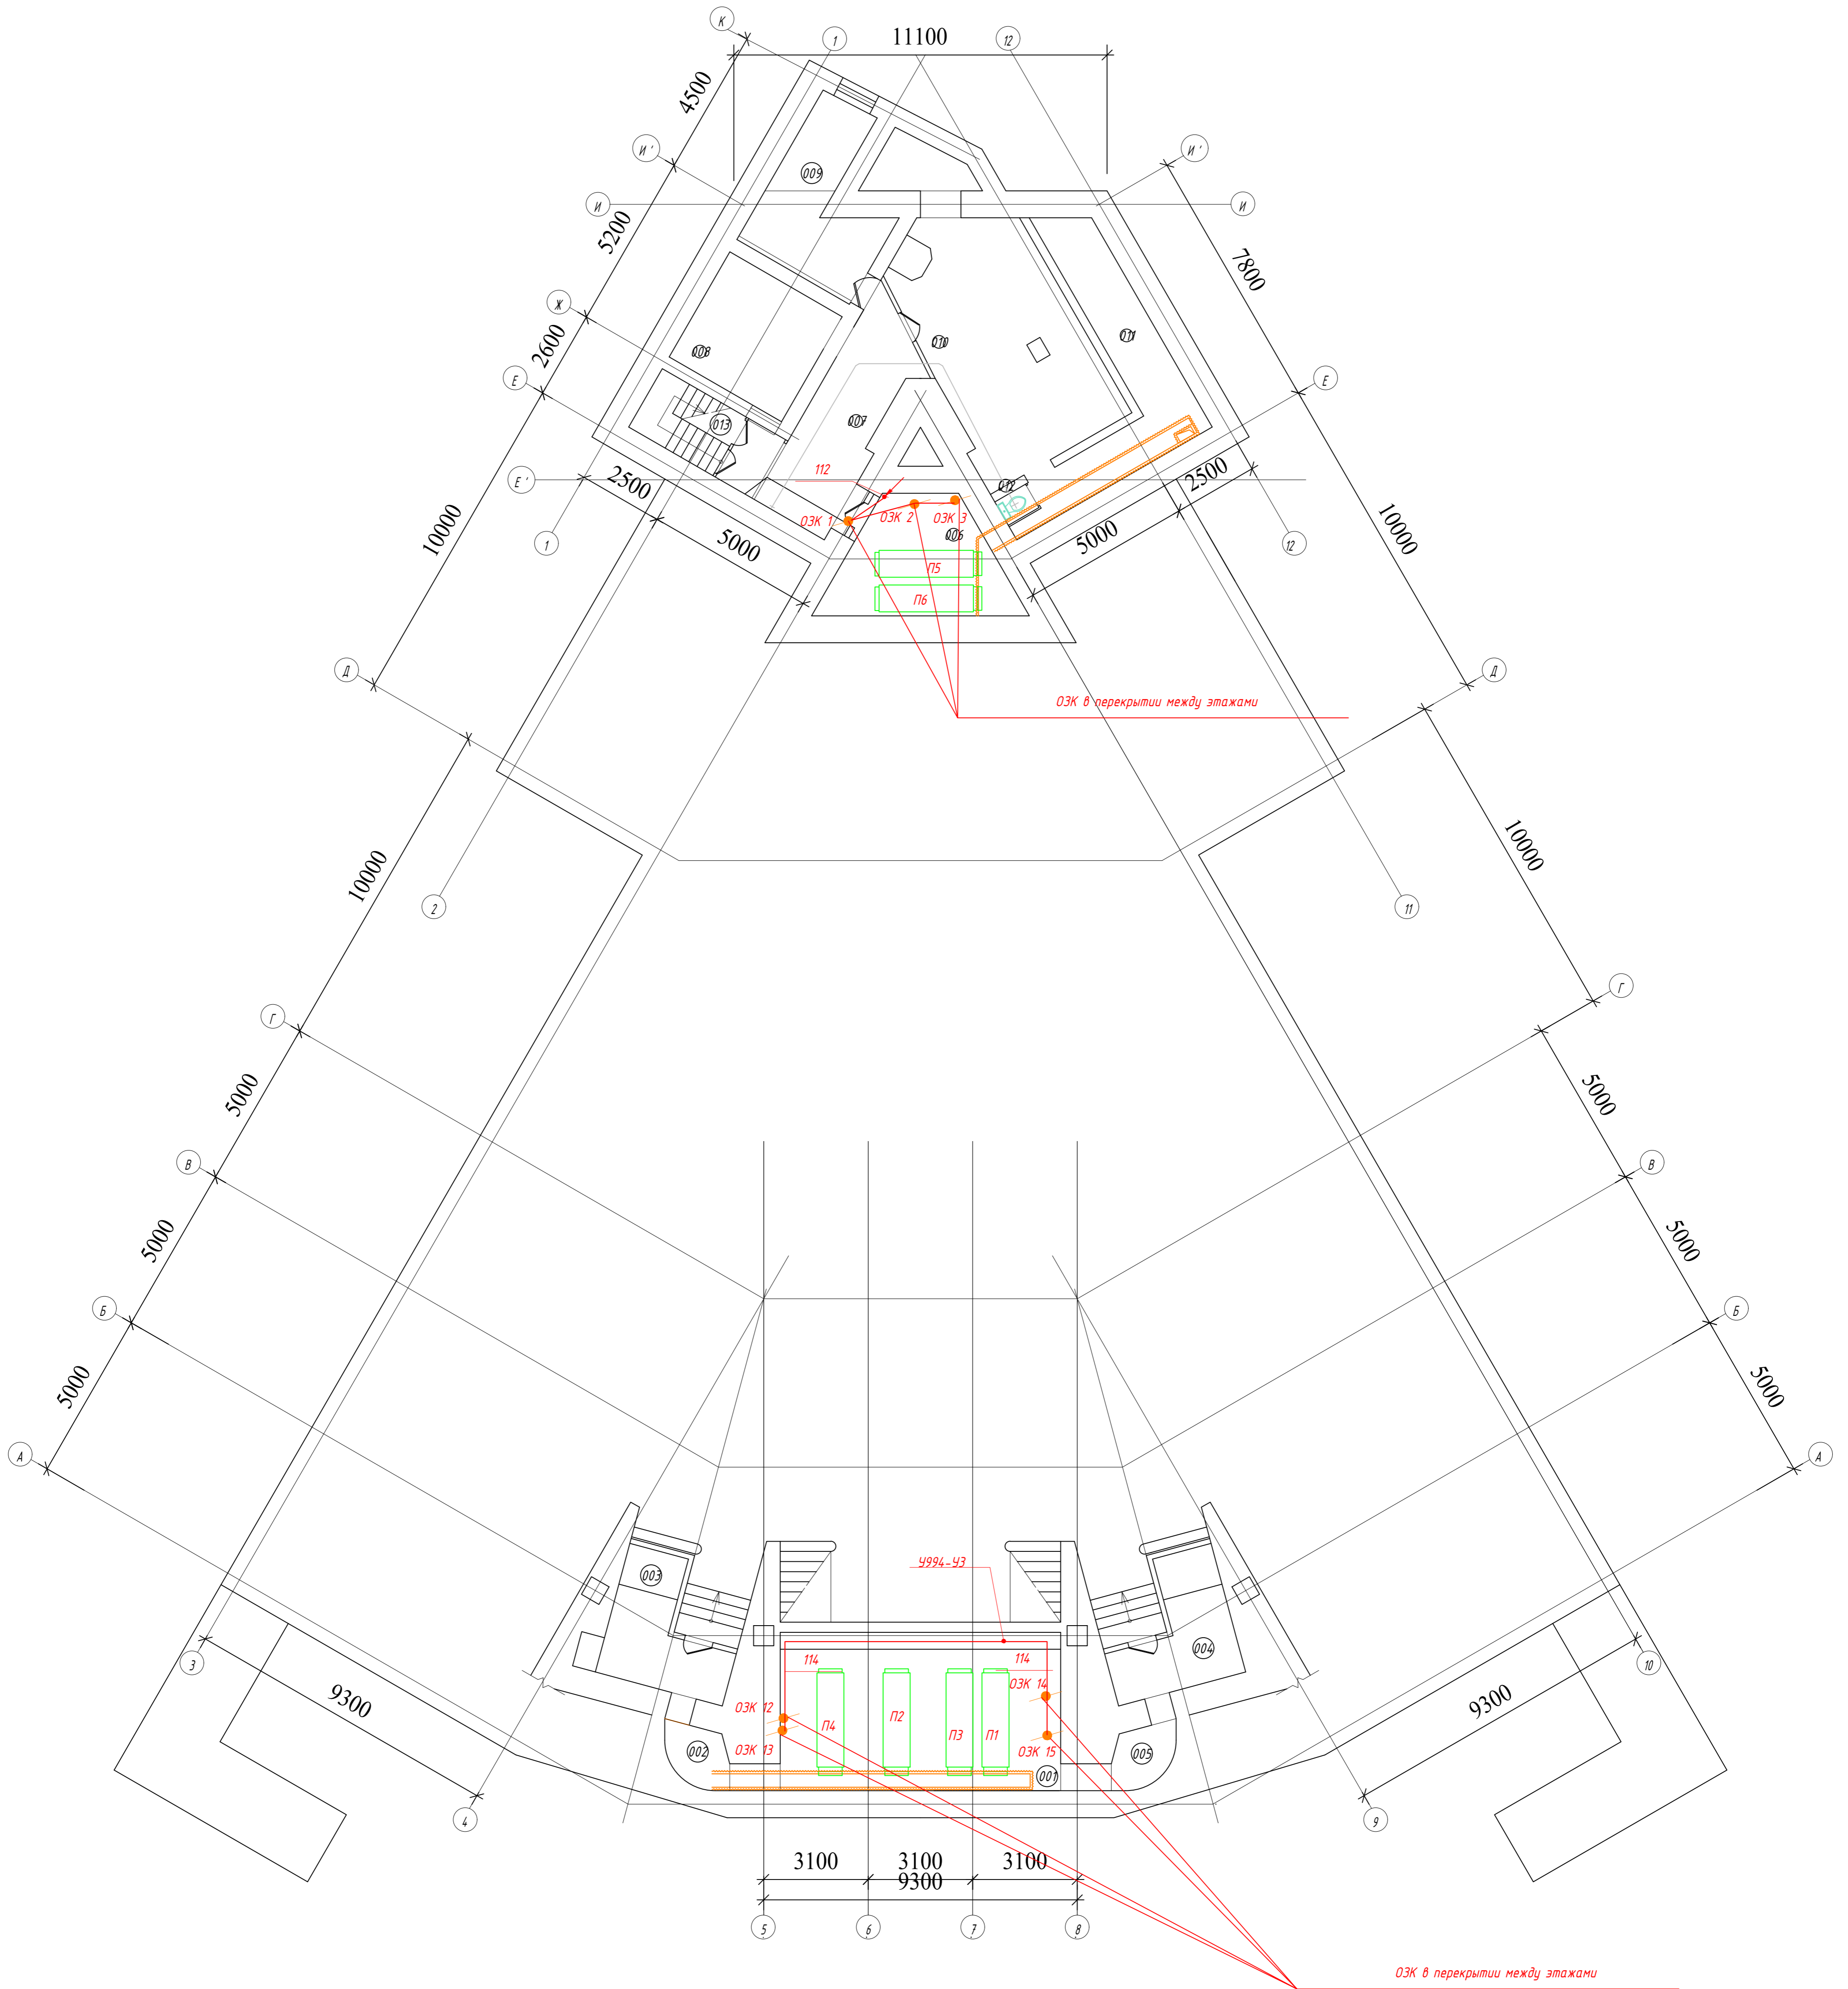 К
1
11100
12
4500
И '
И '
009
И
И
5200
7800
Ж
008
010
011
2600
Е
Е
013
007
112
012
Е '
2500
2500
10000
10000
ОЗК 1
ОЗК 2
ОЗК 3
006
1
12
5000
5000
П5
П6
Д
Д
ОЗК в перекрытии между этажами
10000
10000
2
11
Г
Г
5000
5000
В
В
5000
5000
Б
Б
5000
5000
А
А
У994-У3
003
004
114
114
3
10
9300
9300
ОЗК 12
ОЗК 14
П4
П2
П3
П1
ОЗК 13
ОЗК 15
002
005
001
4
9
3100
3100
3100
9300
5
6
7
8
ОЗК в перекрытии между этажами